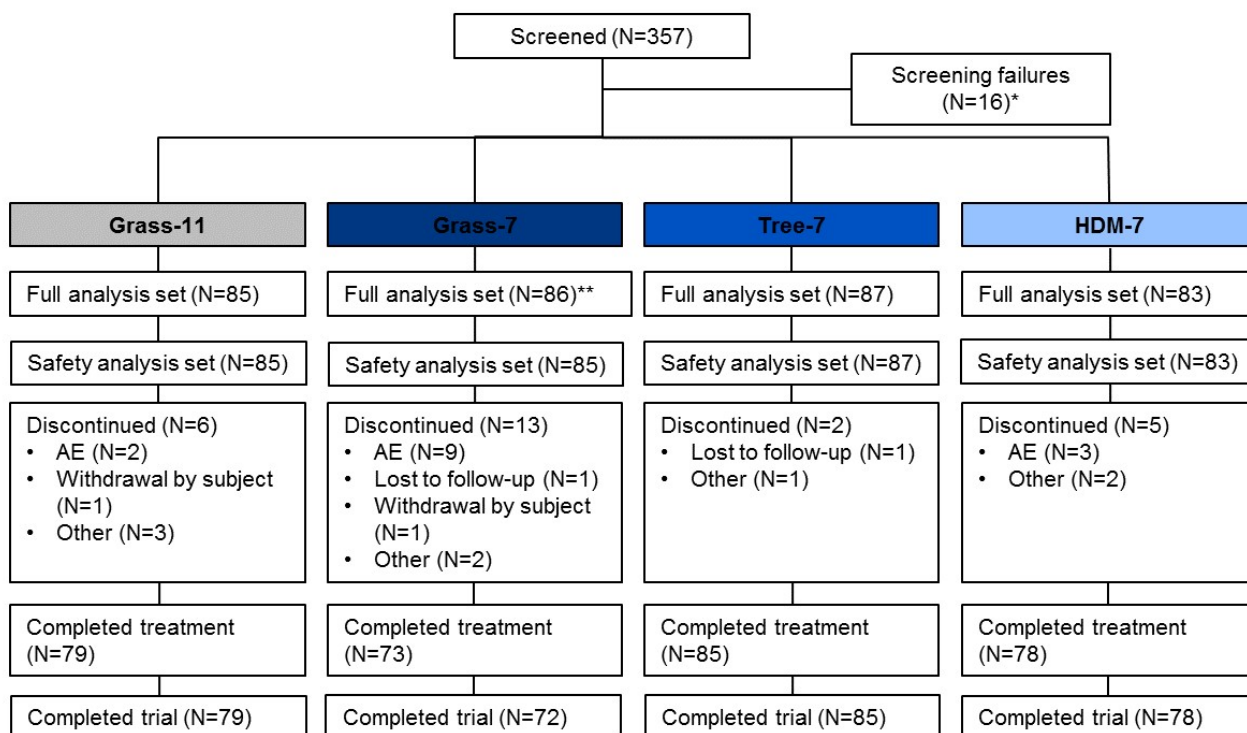 Screened (N=357)
Screening failures
(N=16)*
Grass-11
Grass-7
Tree-7
HDM-7
Full analysis set (N=85)
Full analysis set (N=86)**
Full analysis set (N=87)
Full analysis set (N=83)
Safety analysis set (N=85)
Safety analysis set (N=85)
Safety analysis set (N=87)
Safety analysis set (N=83)
Discontinued (N=6)
• AE (N=2)
• Withdrawal by subject
(N=1)
• Other (N=3)
Discontinued (N=13)
• AE (N=9)
• Lost to follow-up (N=1)
• Withdrawal by subject
(N=1)
• Other (N=2)
Discontinued (N=2)
• Lost to follow-up (N=1)
• Other (N=1)
Discontinued (N=5)
• AE (N=3)
• Other (N=2)
Completed treatment
(N=79)
Completed treatment
(N=73)
Completed treatment
(N=85)
Completed treatment
(N=78)
Completed trial (N=79)
Completed trial (N=72)
Completed trial (N=85)
Completed trial (N=78)